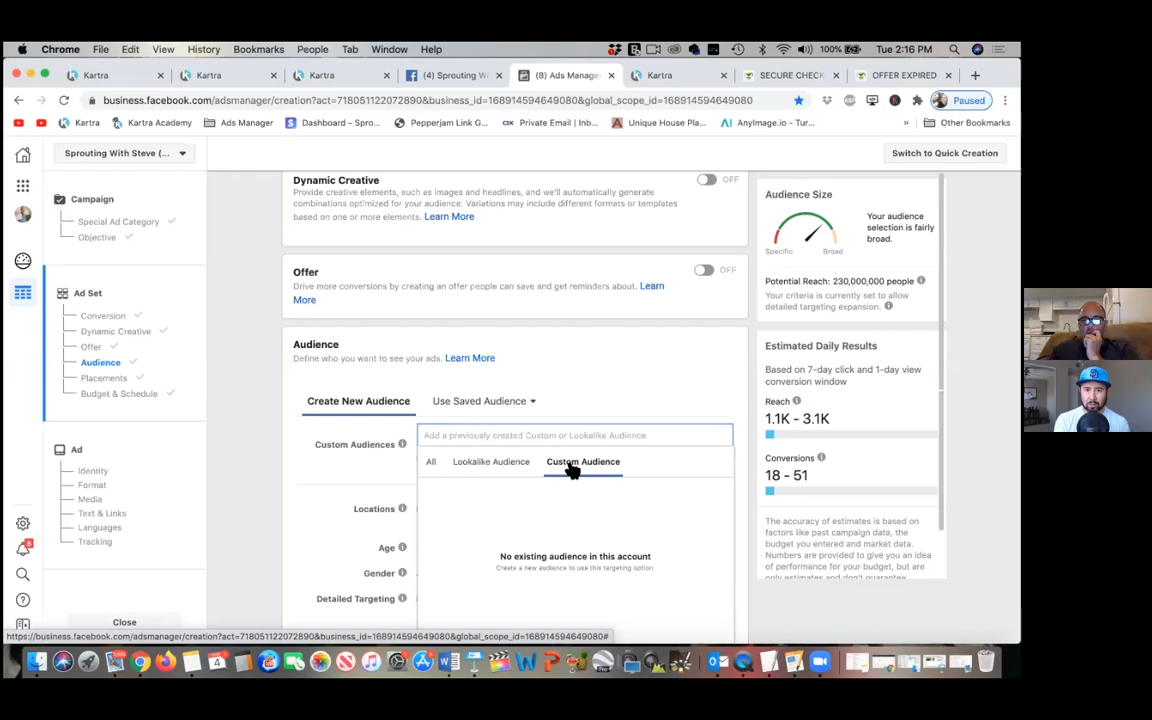 Chrome File Edit View History Bookmarks People Tab Window Help 100% Tue 2:16 PM
Kartra Kartra Kartra (4) Sprouting Wi (8) Ads Manage Kartra SECURE CHECK OFFER EXPIRED
business.facebook.com/adsmanager/creation?act=718051122072890&business_id=168914594649080&global_scope_id=168914594649080 Paused
Kartra Kartra Academy Ads Manager Dashboard – Spro... Pepperjam Link G... Private Email | Inb... Unique House Pla... AnyImage.io - Tur... » Other Bookmarks
Sprouting With Steve (... Switch to Quick Creation
Campaign
Special Ad Category
Objective
Ad Set
Conversion
Dynamic Creative
Offer
Audience
Placements
Budget & Schedule
Ad
Identity
Format
Media
Text & Links
Languages
Tracking
Close
8
Dynamic Creative OFF
Provide creative elements, such as images and headlines, and we'll automatically generate
combinations optimized for your audience. Variations may include different formats or templates
based on one or more elements. Learn More
Offer OFF
Drive more conversions by creating an offer people can save and get reminders about. Learn
More
Audience
Define who you want to see your ads. Learn More
Create New Audience Use Saved Audience
Custom Audiences Add a previously created Custom or Lookalike Audience
All Lookalike Audience Custom Audience
Locations
Age
Gender
Detailed Targeting
No existing audience in this account
Create a new audience to use this targeting option
Audience Size
Specific Broad
Your audience
selection is fairly
broad.
Potential Reach: 230,000,000 people
Your criteria is currently set to allow
detailed targeting expansion.
Estimated Daily Results
Based on 7-day click and 1-day view
conversion window
Reach
1.1K - 3.1K
Conversions
18 - 51
The accuracy of estimates is based on
factors like past campaign data, the
budget you entered and market data.
Numbers are provided to give you an
idea of performance for your budget, but are
only estimates and don't guarantee
https://business.facebook.com/adsmanager/creation?act=718051122072890&business_id=168914594649080&global_scope_id=168914594649080#